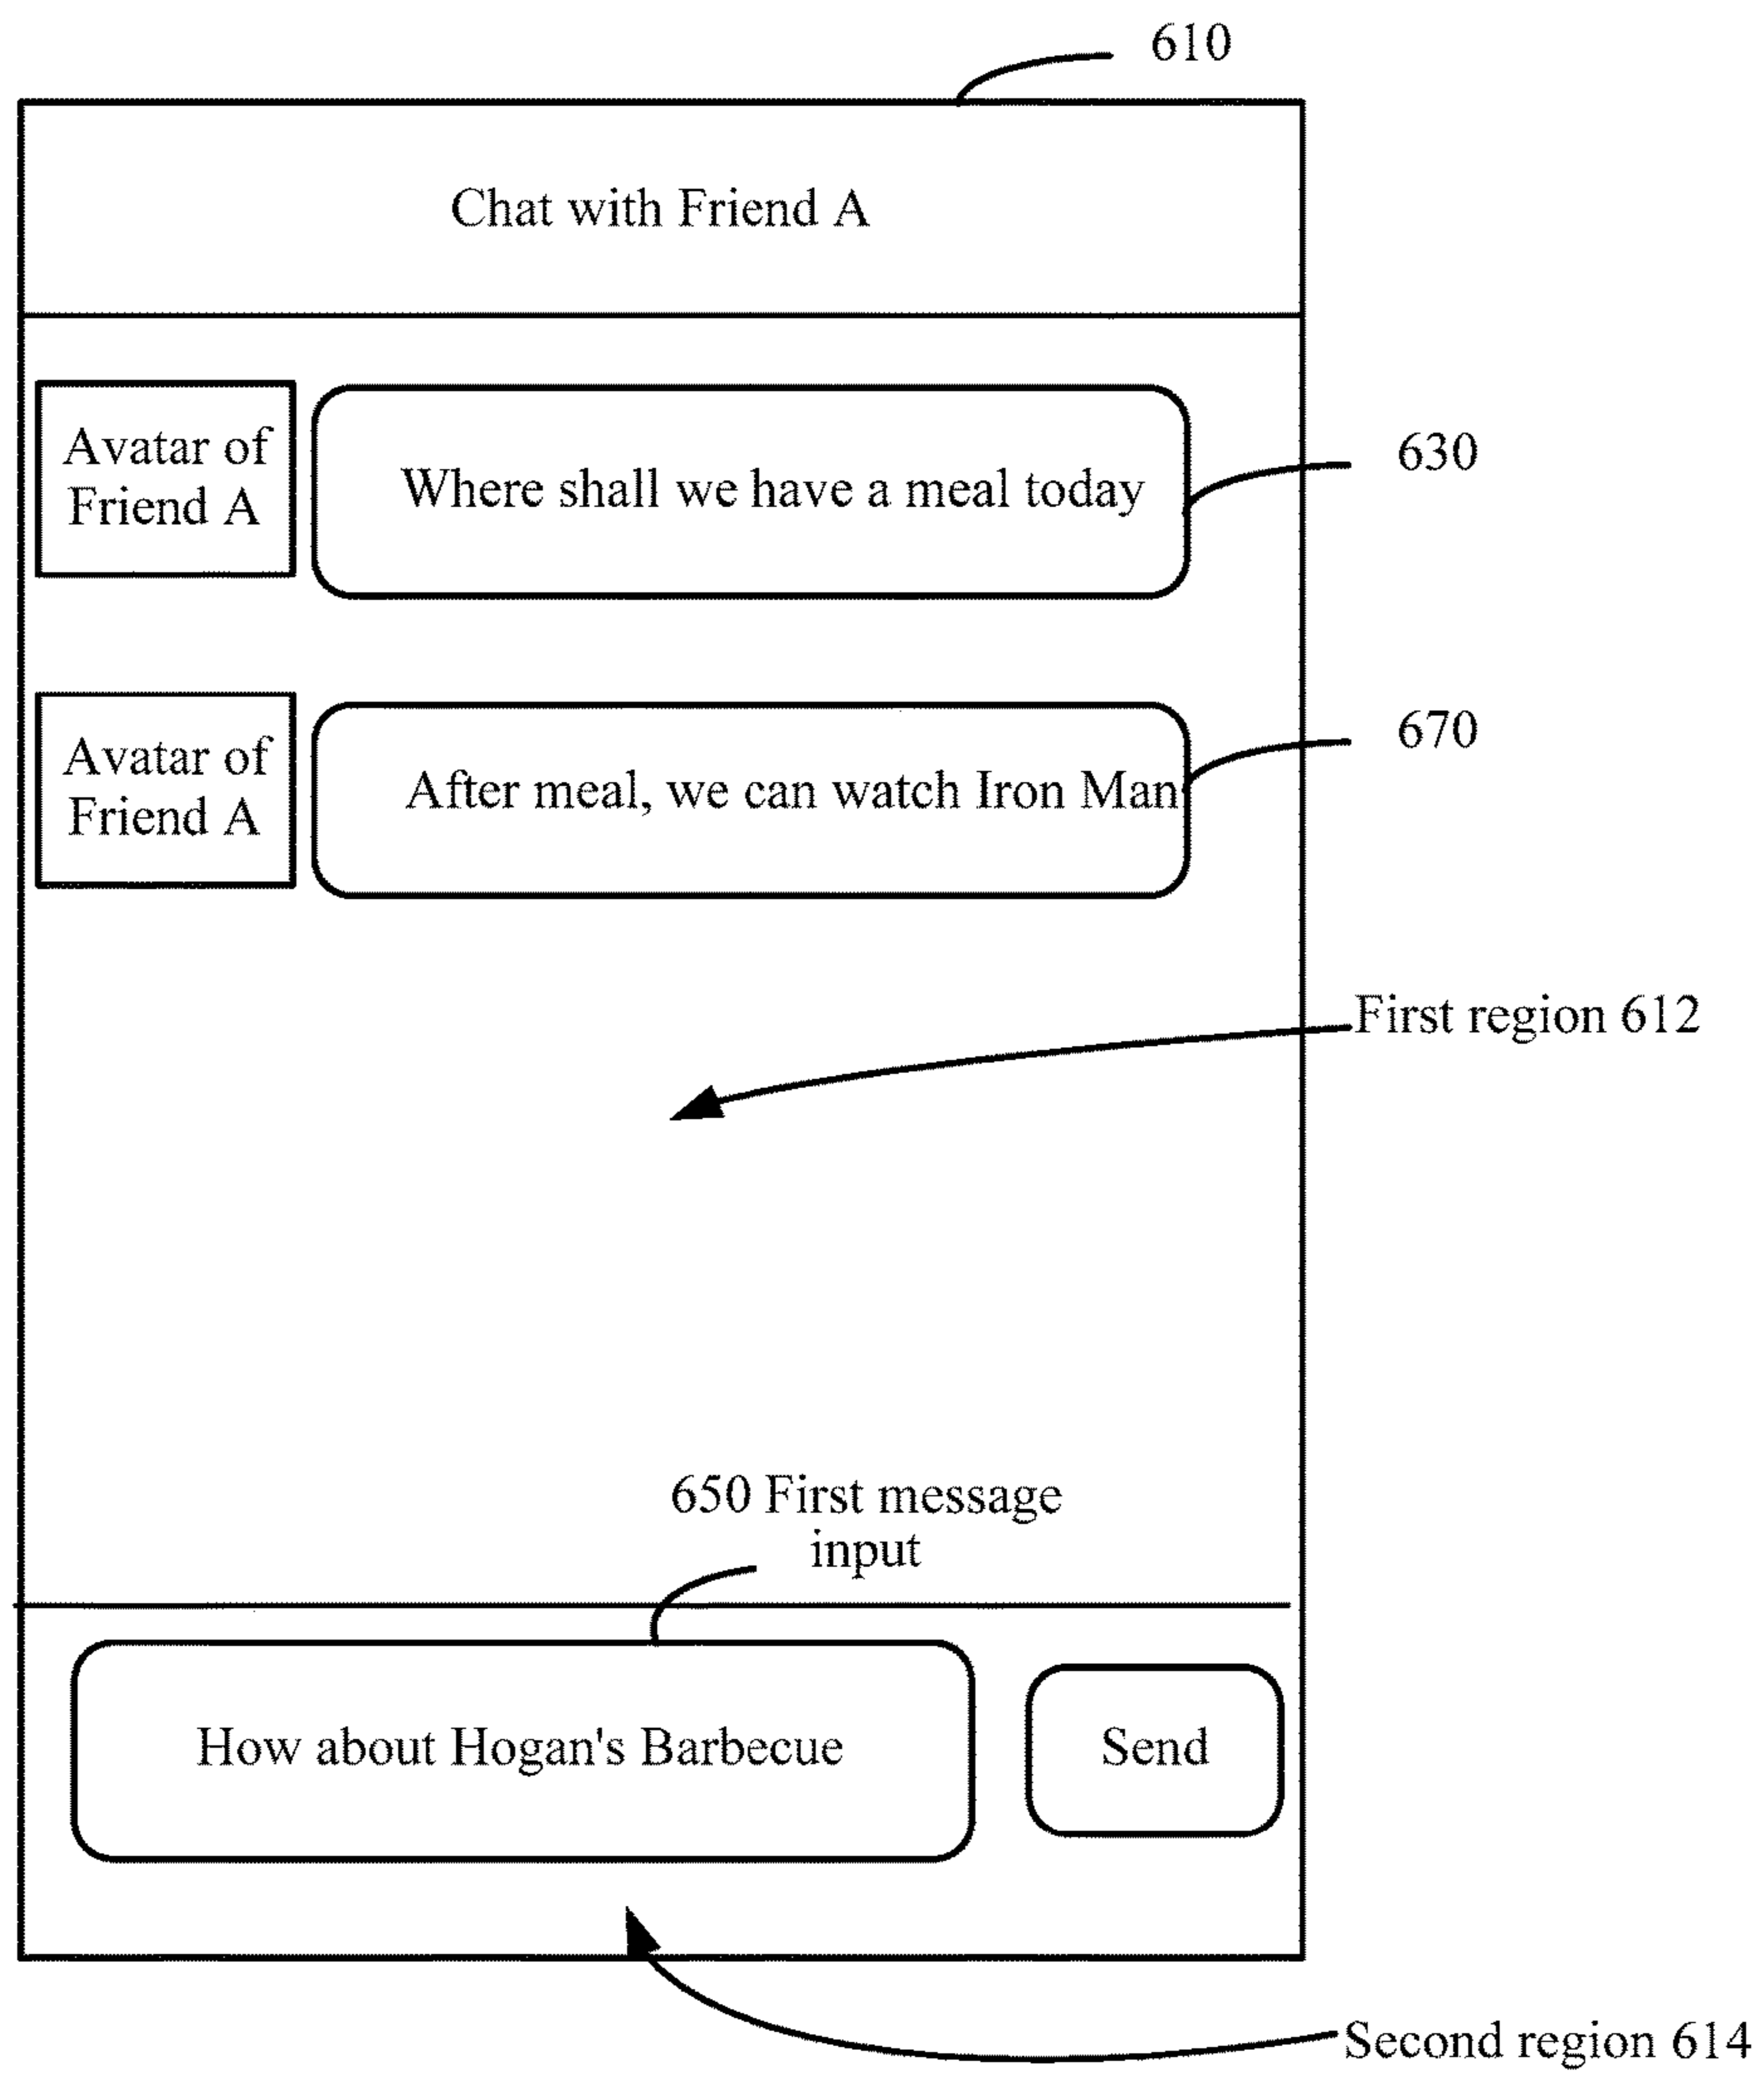 610
Chat with Friend A
Avatar of
Friend A
Where shall we have a meal today
630
Avatar of
Friend A
After meal, we can watch Iron Man
670
First region 612
650 First message
input
How about Hogan's Barbecue
Send
Second region 614